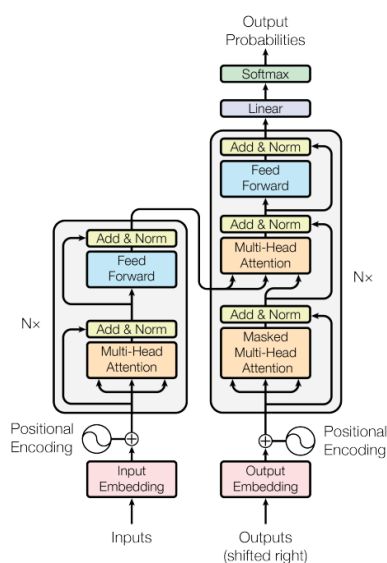 Output
Probabilities
Softmax
Linear
Add & Norm
Feed
Forward
Add & Norm
Multi-Head
Attention
Nx
Add & Norm
Masked
Multi-Head
Attention
Positional
Encoding
Output
Embedding
Outputs
(shifted right)
Add & Norm
Feed
Forward
Nx
Add & Norm
Multi-Head
Attention
Positional
Encoding
Input
Embedding
Inputs